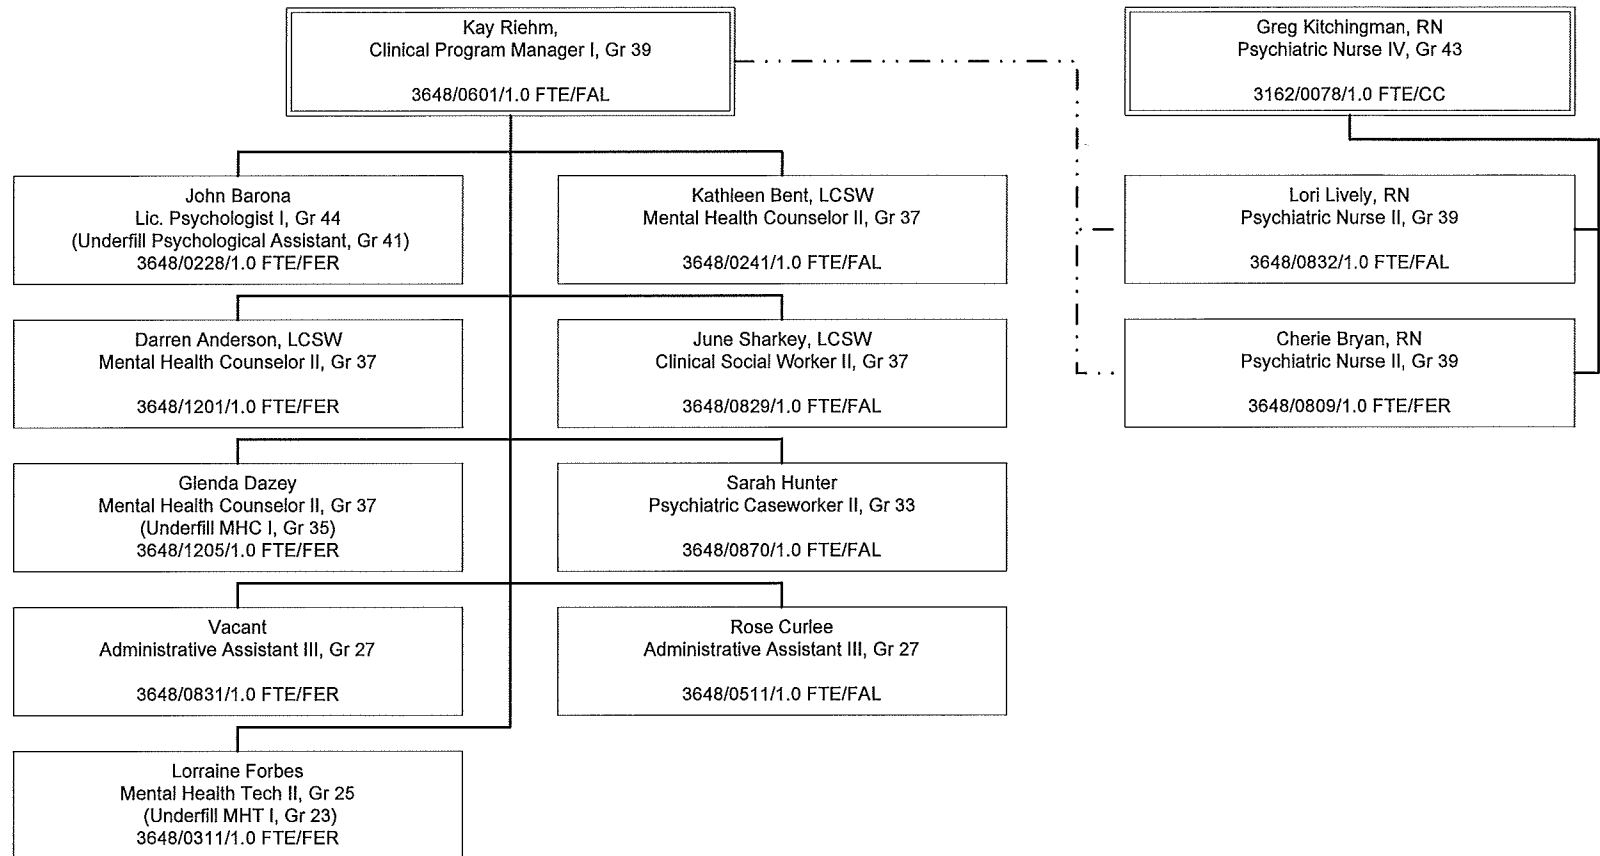 Kay Riehm,
Clinical Program Manager I, Gr 39
3648/0601/1.0 FTE/FAL
Greg Kitchingman, RN
Psychiatric Nurse IV, Gr 43
3162/0078/1.0 FTE/CC
John Barona
Lic. Psychologist I, Gr 44
(Underfill Psychological Assistant, Gr 41)
3648/0228/1.0 FTE/FER
Kathleen Bent, LCSW
Mental Health Counselor II, Gr 37
3648/0241/1.0 FTE/FAL
Lori Lively, RN
Psychiatric Nurse II, Gr 39
3648/0832/1.0 FTE/FAL
Darren Anderson, LCSW
Mental Health Counselor II, Gr 37
3648/1201/1.0 FTE/FER
June Sharkey, LCSW
Clinical Social Worker II, Gr 37
3648/0829/1.0 FTE/FAL
Cherie Bryan, RN
Psychiatric Nurse II, Gr 39
3648/0809/1.0 FTE/FER
Glenda Dazey
Mental Health Counselor II, Gr 37
(Underfill MHC I, Gr 35)
3648/1205/1.0 FTE/FER
Sarah Hunter
Psychiatric Caseworker II, Gr 33
3648/0870/1.0 FTE/FAL
Vacant
Administrative Assistant III, Gr 27
3648/0831/1.0 FTE/FER
Rose Curlee
Administrative Assistant III, Gr 27
3648/0511/1.0 FTE/FAL
Lorraine Forbes
Mental Health Tech II, Gr 25
(Underfill MHT I, Gr 23)
3648/0311/1.0 FTE/FER